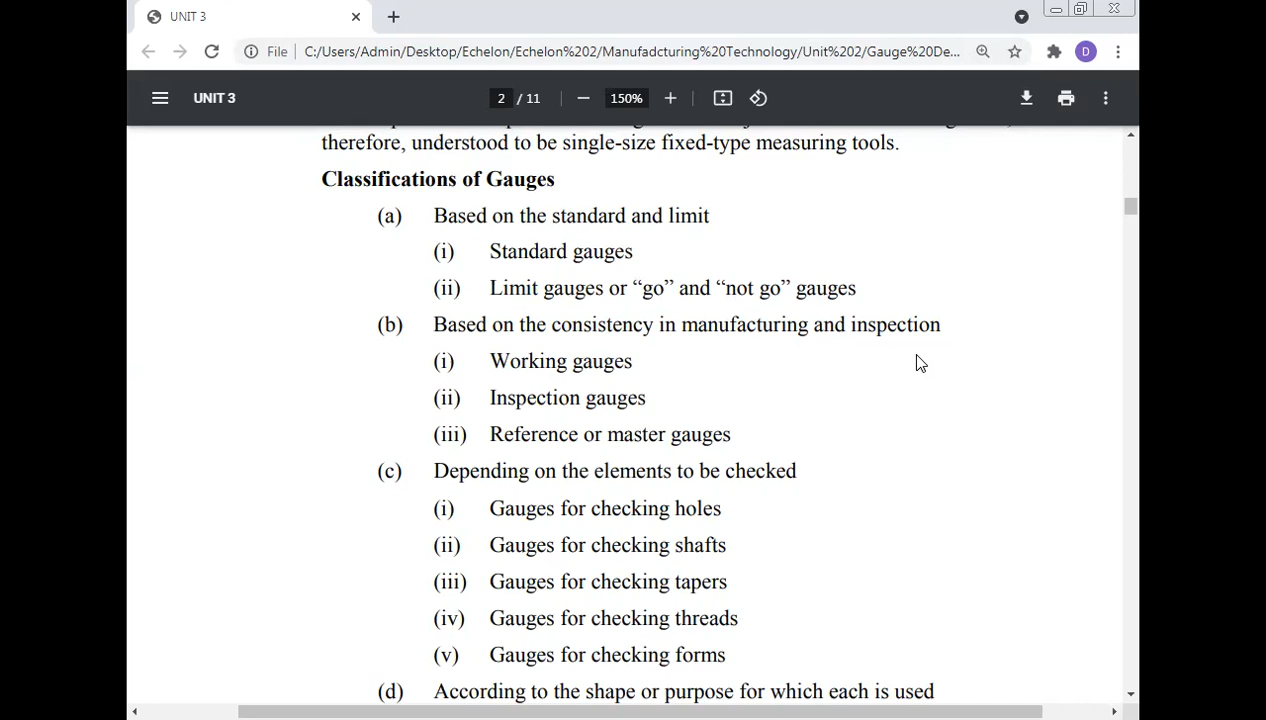 UNIT 3
File C:/Users/Admin/Desktop/Echelon/Echelon%202/Manufadcturing%20Technology/Unit%202/Gauge%20De... D
UNIT 3 2 / 11 150%
therefore, understood to be single-size fixed-type measuring tools.
Classifications of Gauges
(a) Based on the standard and limit
(i) Standard gauges
(ii) Limit gauges or “go” and “not go” gauges
(b) Based on the consistency in manufacturing and inspection
(i) Working gauges
(ii) Inspection gauges
(iii) Reference or master gauges
(c) Depending on the elements to be checked
(i) Gauges for checking holes
(ii) Gauges for checking shafts
(iii) Gauges for checking tapers
(iv) Gauges for checking threads
(v) Gauges for checking forms
(d) According to the shape or purpose for which each is used